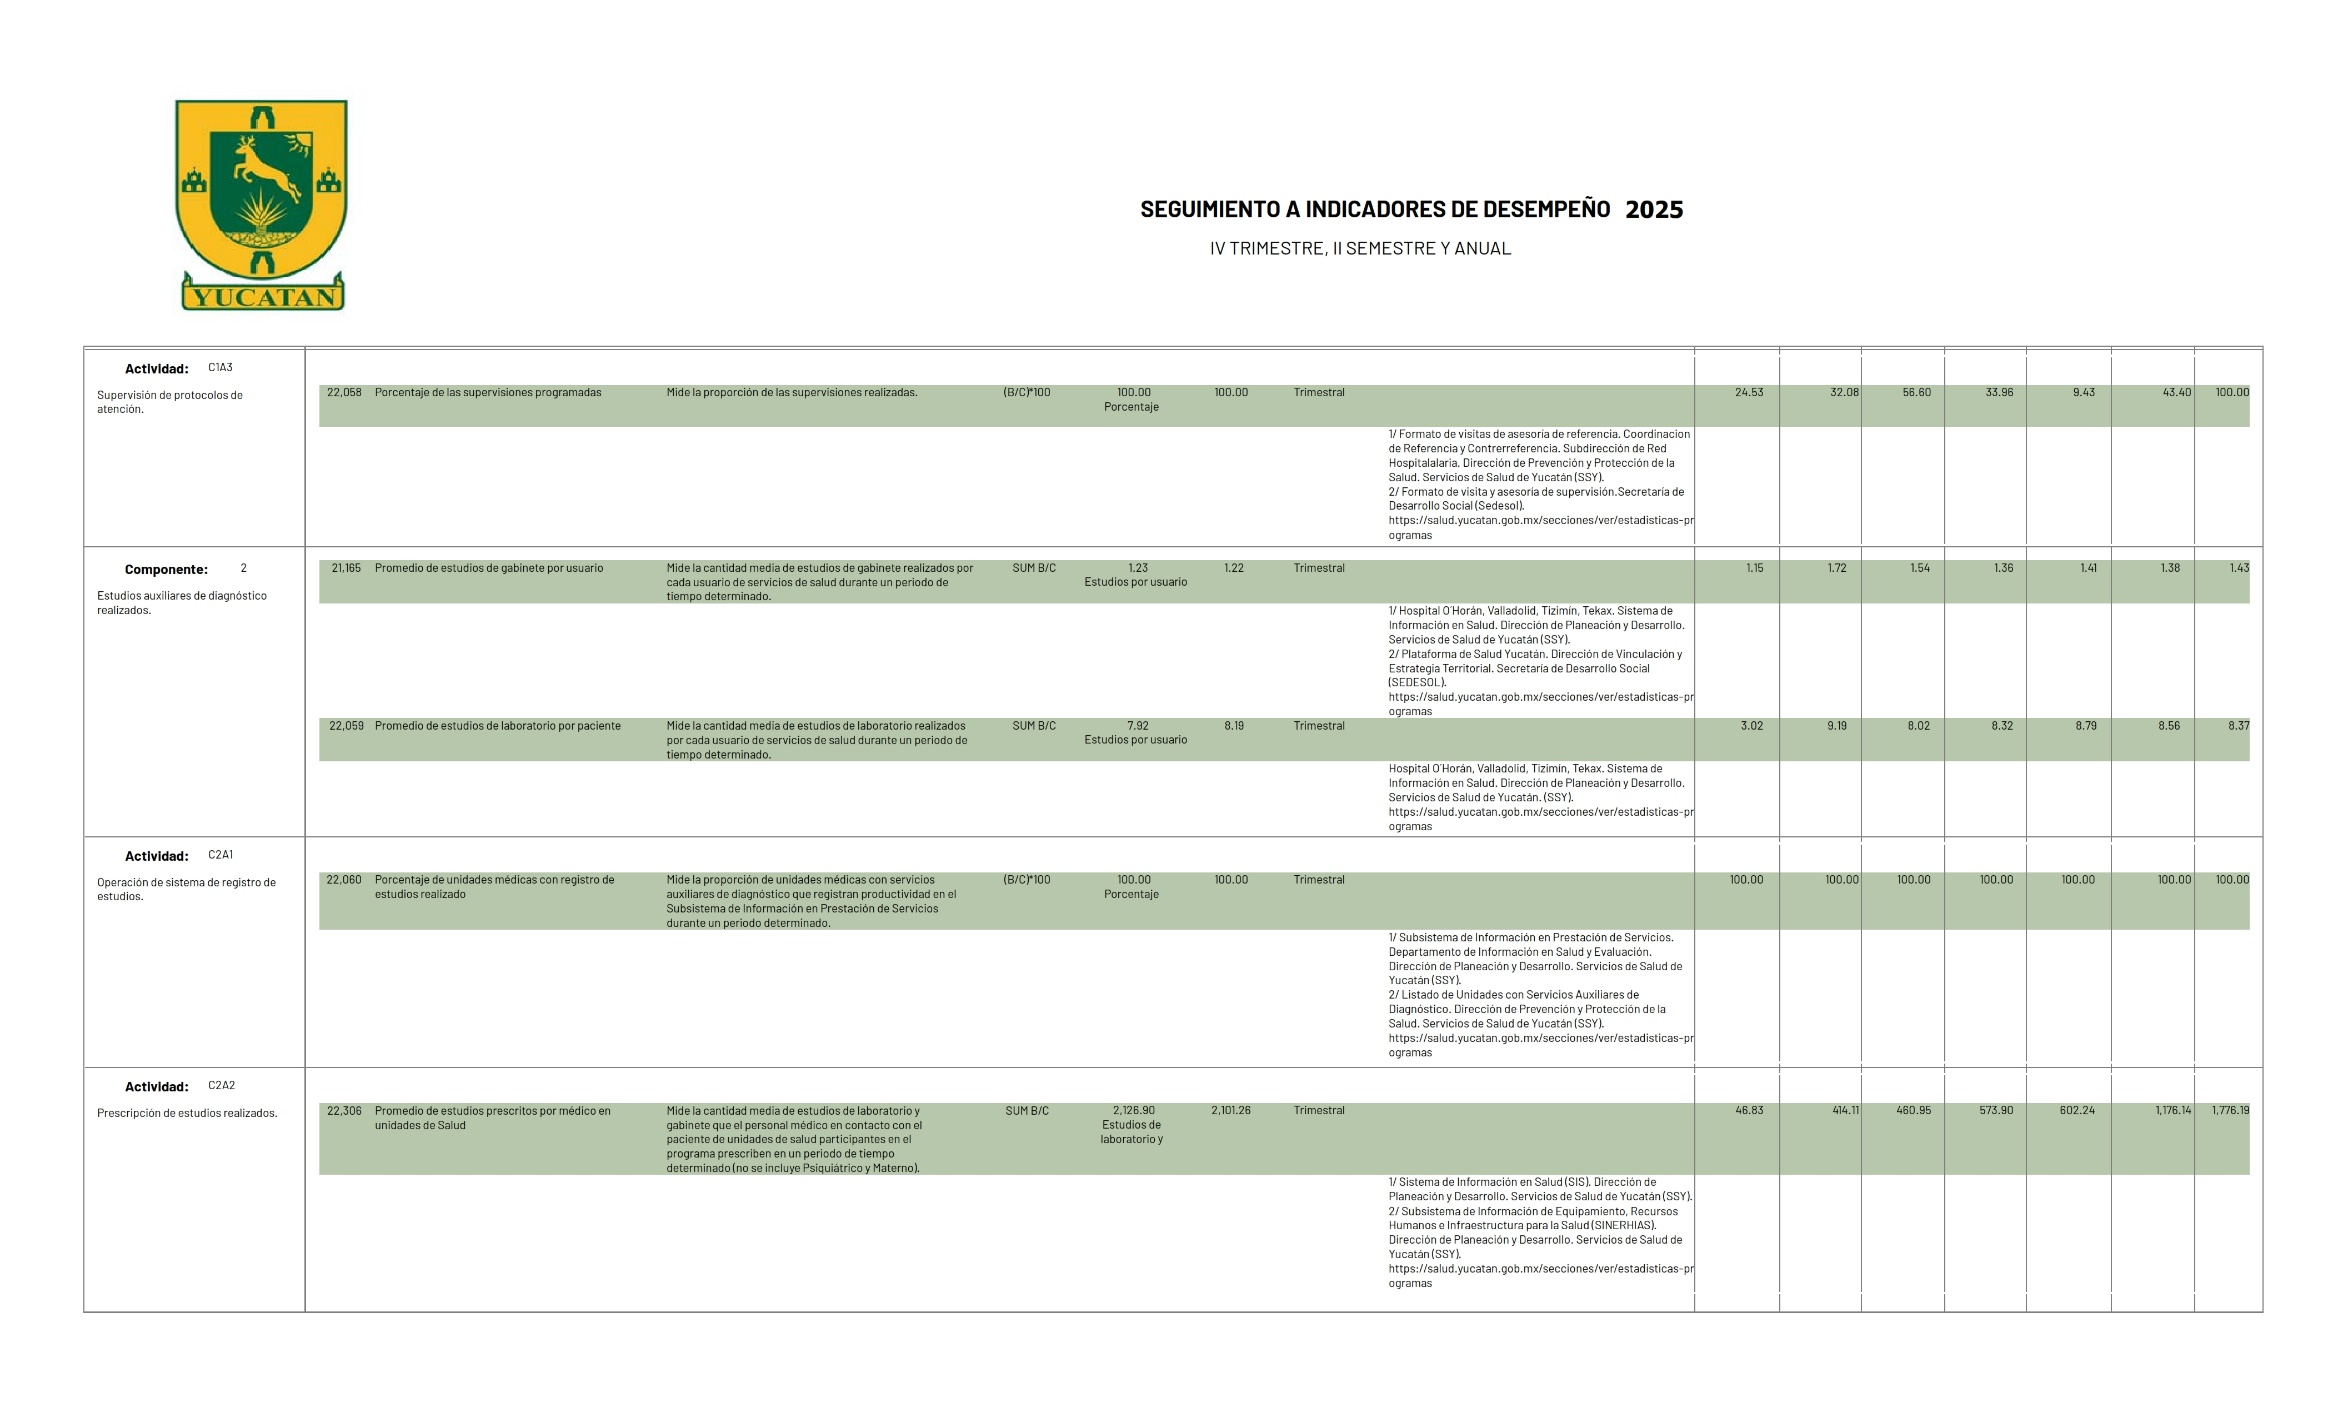 YUCATAN
SEGUIMIENTO A INDICADORES DE DESEMPEÑO 2025
IV TRIMESTRE, II SEMESTRE Y ANUAL
Actividad: C1A3
Supervisión de protocolos de
atención.
22,058 Porcentaje de las supervisiones programadas Mide la proporción de las supervisiones realizadas. (B/C)*100 100.00 100.00 Trimestral 24.53 32.08 56.60 33.96 9.43 43.40 100.00
Porcentaje
1/ Formato de visitas de asesoría de referencia. Coordinacion
de Referencia y Contrerreferencia. Subdirección de Red
Hospitalalaria. Dirección de Prevención y Protección de la
Salud. Servicios de Salud de Yucatán (SSY).
2/ Formato de visita y asesoría de supervisión.Secretaría de
Desarrollo Social (Sedesol).
https://salud.yucatan.gob.mx/secciones/ver/estadisticas-pr
ogramas
Componente: 2
Estudios auxiliares de diagnóstico
realizados.
21,165 Promedio de estudios de gabinete por usuario Mide la cantidad media de estudios de gabinete realizados por SUM B/C 1.23 1.22 Trimestral 1.15 1.72 1.54 1.36 1.41 1.38 1.43
cada usuario de servicios de salud durante un periodo de Estudios por usuario
tiempo determinado.
1/ Hospital O´Horán, Valladolid, Tizimín, Tekax. Sistema de
Información en Salud. Dirección de Planeación y Desarrollo.
Servicios de Salud de Yucatán (SSY).
2/ Plataforma de Salud Yucatán. Dirección de Vinculación y
Estrategia Territorial. Secretaría de Desarrollo Social
(SEDESOL).
https://salud.yucatan.gob.mx/secciones/ver/estadisticas-pr
ogramas
22,059 Promedio de estudios de laboratorio por paciente Mide la cantidad media de estudios de laboratorio realizados SUM B/C 7.92 8.19 Trimestral 3.02 9.19 8.02 8.32 8.79 8.56 8.37
por cada usuario de servicios de salud durante un periodo de Estudios por usuario
tiempo determinado.
Hospital O´Horán, Valladolid, Tizimín, Tekax. Sistema de
Información en Salud. Dirección de Planeación y Desarrollo.
Servicios de Salud de Yucatán. (SSY).
https://salud.yucatan.gob.mx/secciones/ver/estadisticas-pr
ogramas
Actividad: C2A1
Operación de sistema de registro de
estudios.
22,060 Porcentaje de unidades médicas con registro de Mide la proporción de unidades médicas con servicios (B/C)*100 100.00 100.00 Trimestral 100.00 100.00 100.00 100.00 100.00 100.00 100.00
estudios realizado auxiliares de diagnóstico que registran productividad en el Porcentaje
Subsistema de Información en Prestación de Servicios
durante un periodo determinado.
1/ Subsistema de Información en Prestación de Servicios.
Departamento de Información en Salud y Evaluación.
Dirección de Planeación y Desarrollo. Servicios de Salud de
Yucatán (SSY).
2/ Listado de Unidades con Servicios Auxiliares de
Diagnóstico. Dirección de Prevención y Protección de la
Salud. Servicios de Salud de Yucatán (SSY).
https://salud.yucatan.gob.mx/secciones/ver/estadisticas-pr
ogramas
Actividad: C2A2
Prescripción de estudios realizados.
22,306 Promedio de estudios prescritos por médico en Mide la cantidad media de estudios de laboratorio y SUM B/C 2,126.90 2,101.26 Trimestral 46.83 414.11 460.95 573.90 602.24 1,176.14 1,776.19
unidades de Salud gabinete que el personal médico en contacto con el Estudios de
paciente de unidades de salud participantes en el laboratorio y
programa prescriben en un periodo de tiempo
determinado (no se incluye Psiquiátrico y Materno).
1/ Sistema de Información en Salud (SIS). Dirección de
Planeación y Desarrollo. Servicios de Salud de Yucatán (SSY).
2/ Subsistema de Información de Equipamiento, Recursos
Humanos e Infraestructura para la Salud (SINERHIAS).
Dirección de Planeación y Desarrollo. Servicios de Salud de
Yucatán (SSY).
https://salud.yucatan.gob.mx/secciones/ver/estadisticas-pr
ogramas